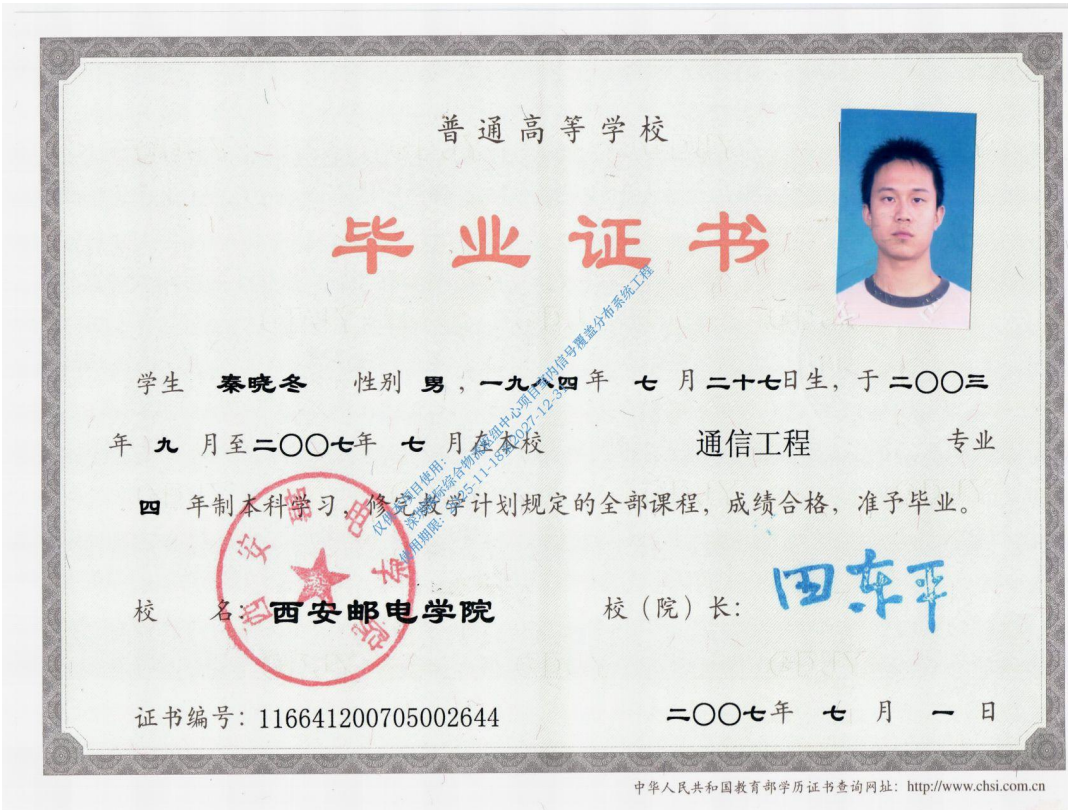 普通高等学校
毕业证书
学生 秦晓冬 性别 男，一九八四年 七 月二十七日生，于二〇〇三
年 九 月至二〇〇七年 七 月在本校 通信工程 专业
四 年制本科学习，修完教学计划规定的全部课程，成绩合格，准予毕业。
校 名：西安邮电学院 校（院）长：田东平
证书编号：116641200705002644 二〇〇七年 七 月 一 日
中华人民共和国教育部学历证书查询网址：http://www.chsi.com.cn